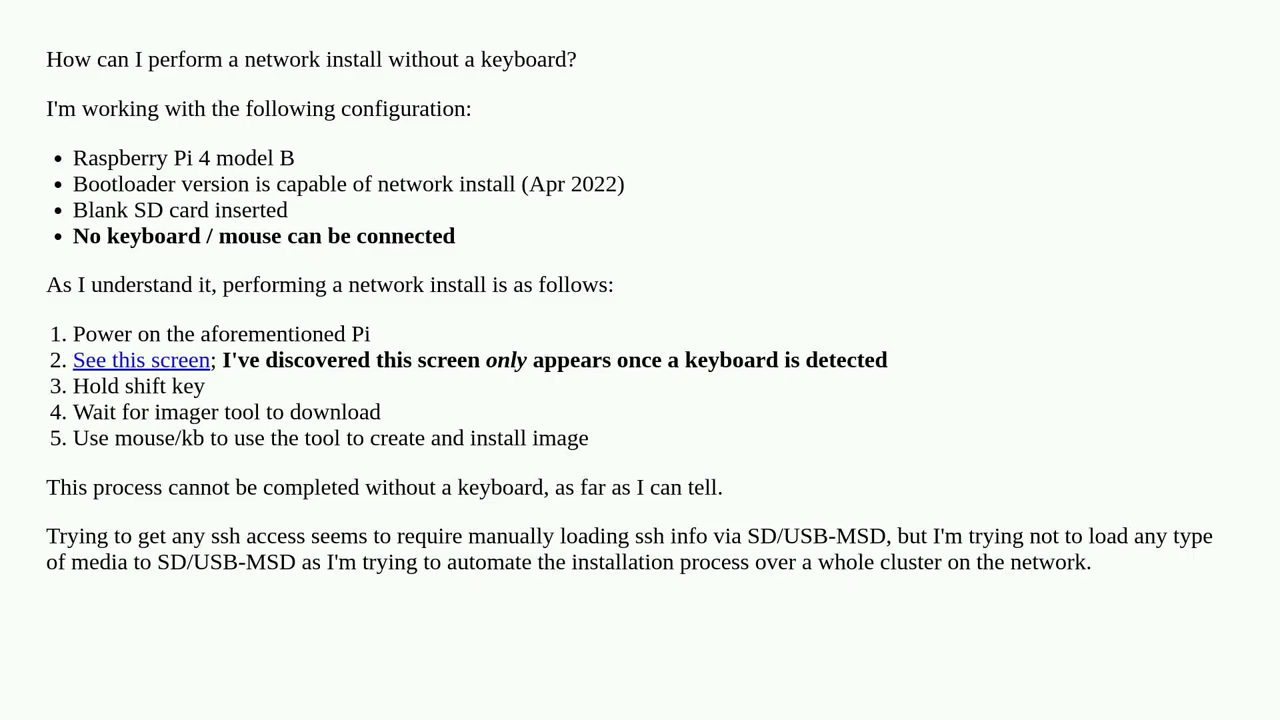 How can I perform a network install without a keyboard?
I'm working with the following configuration:
• Raspberry Pi 4 model B
• Bootloader version is capable of network install (Apr 2022)
• Blank SD card inserted
• No keyboard / mouse can be connected
As I understand it, performing a network install is as follows:
1. Power on the aforementioned Pi
2. See this screen; I've discovered this screen only appears once a keyboard is detected
3. Hold shift key
4. Wait for imager tool to download
5. Use mouse/kb to use the tool to create and install image
This process cannot be completed without a keyboard, as far as I can tell.
Trying to get any ssh access seems to require manually loading ssh info via SD/USB-MSD, but I'm trying not to load any type
of media to SD/USB-MSD as I'm trying to automate the installation process over a whole cluster on the network.